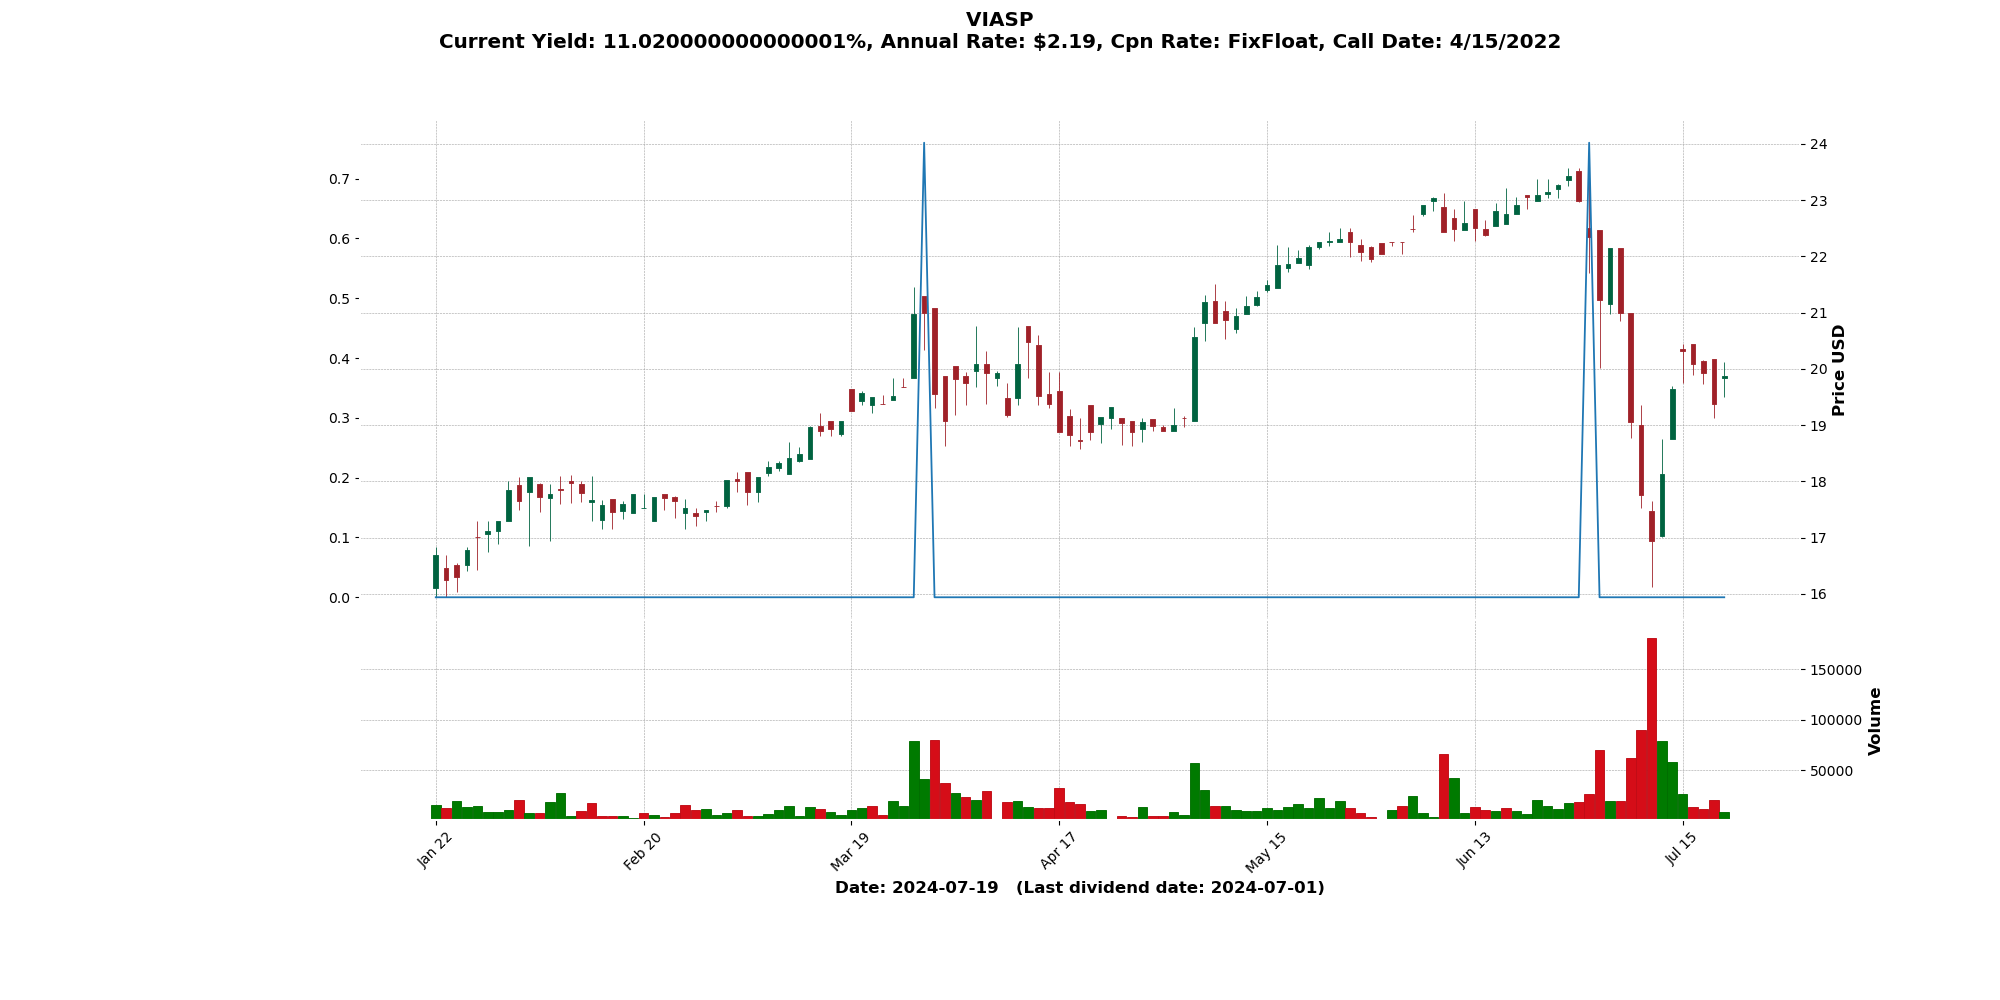 VIASP
Current Yield: 11.020000000000001%, Annual Rate: $2.19, Cpn Rate: FixFloat, Call Date: 4/15/2022
0.7
0.6
0.5
0.4
0.3
0.2
0.1
0.0
24
23
22
21
20
19
18
17
16
Price USD
150000
100000
50000
Volume
Jan 22
Feb 20
Mar 19
Apr 17
May 15
Jun 13
Jul 15
Date: 2024-07-19   (Last dividend date: 2024-07-01)